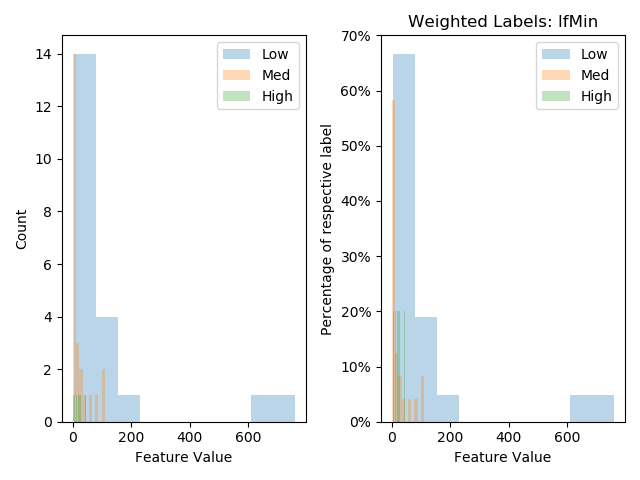 14
12
10
8
6
4
2
0
Count
0
200
400
600
Feature Value
Low
Med
High
Weighted Labels: IfMin
70%
60%
50%
40%
30%
20%
10%
0%
Percentage of respective label
0
200
400
600
Feature Value
Low
Med
High